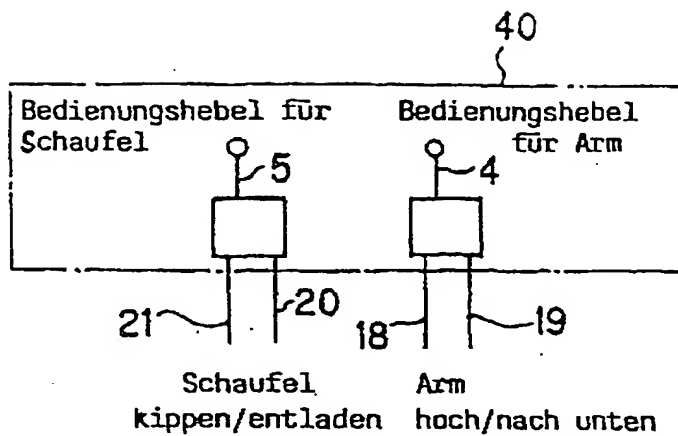 40
Bedienungshebel für
Schaufel
5
Bedienungshebel
für Arm
4
21
20
18
19
Schaufel
kippen/entladen
Arm
hoch/nach unten